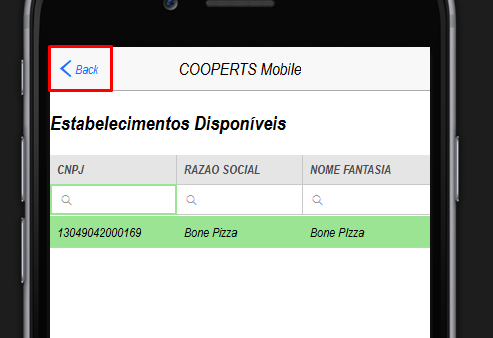 Back COOPERTS Mobile
Estabelecimentos Disponíveis
CNPJ RAZAO SOCIAL NOME FANTASIA
13049042000169 Bone Pizza Bone PIzza